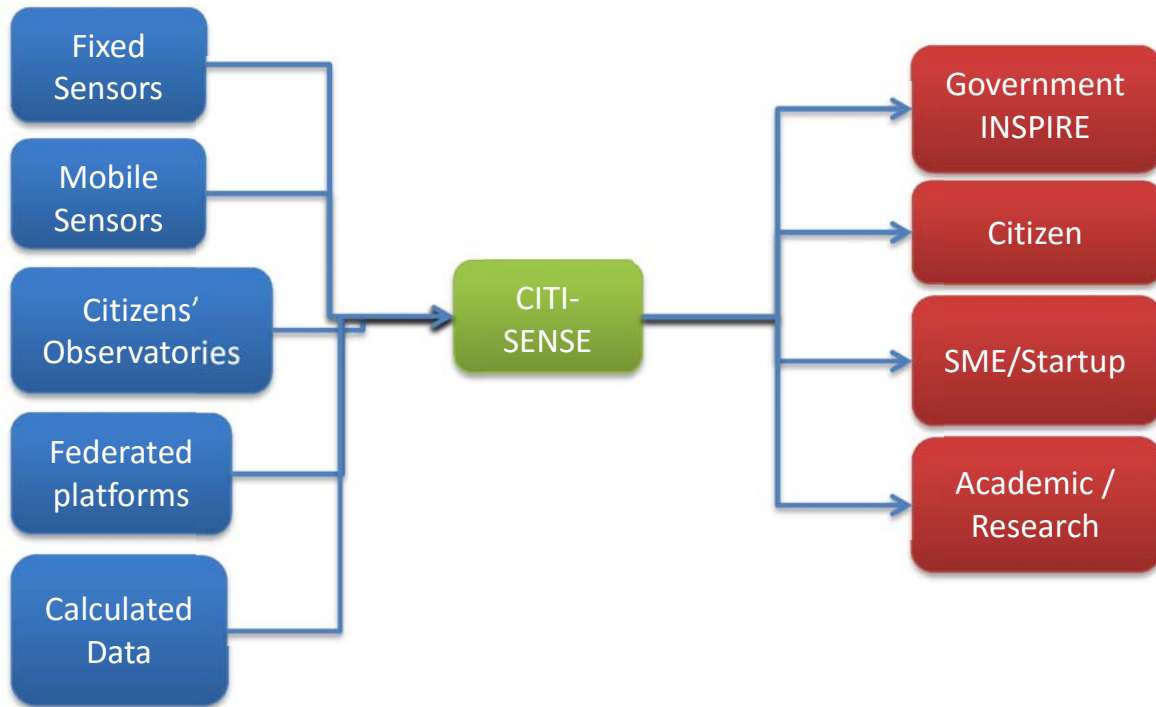 Fixed
Sensors
Mobile
Sensors
Citizens’
Observatories
Federated
platforms
Calculated
Data
CITI-
SENSE
Government
INSPIRE
Citizen
SME/Startup
Academic /
Research